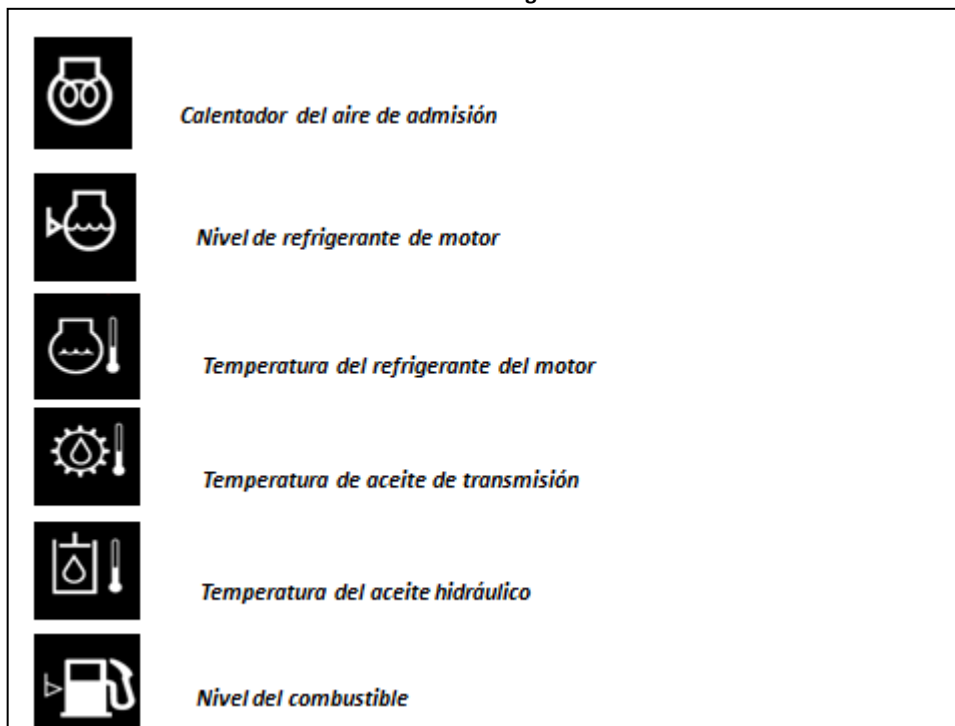 Calentador del aire de admisión
Nivel de refrigerante de motor
Temperatura del refrigerante del motor
Temperatura de aceite de transmisión
Temperatura del aceite hidráulico
Nivel del combustible